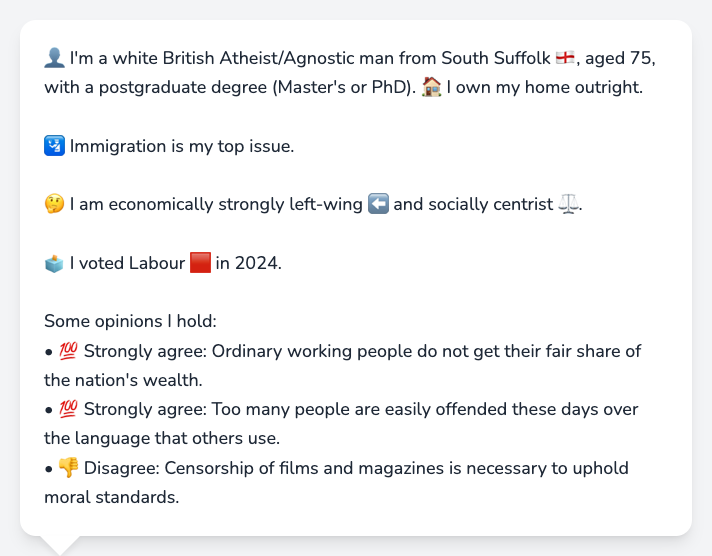 👤 I'm a white British Atheist/Agnostic man from South Suffolk 🏴󠁧󠁢󠁥󠁮󠁧󠁿, aged 75,
with a postgraduate degree (Master's or PhD). 🏠 I own my home outright.
🛂 Immigration is my top issue.
🤔 I am economically strongly left-wing ⬅️ and socially centrist ⚖️.
🗳️ I voted Labour 🟥 in 2024.
Some opinions I hold:
• 💯 Strongly agree: Ordinary working people do not get their fair share of
the nation's wealth.
• 💯 Strongly agree: Too many people are easily offended these days over
the language that others use.
• 👎 Disagree: Censorship of films and magazines is necessary to uphold
moral standards.